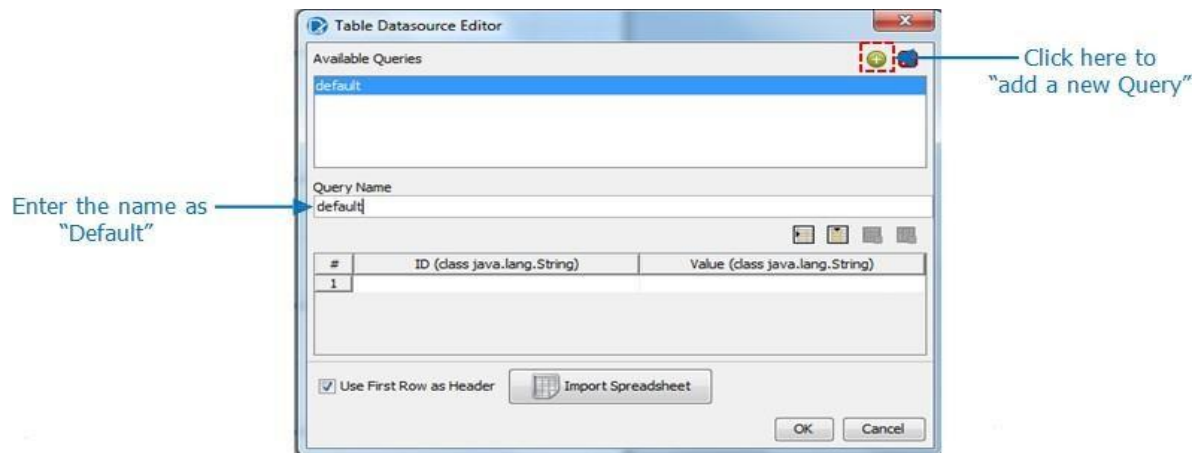 Table Datasource Editor
Available Queries
Click here to
“add a new Query”
default
Query Name
Enter the name as
“Default”
default
# ID (class java.lang.String) Value (class java.lang.String)
1
Use First Row as Header Import Spreadsheet
OK Cancel